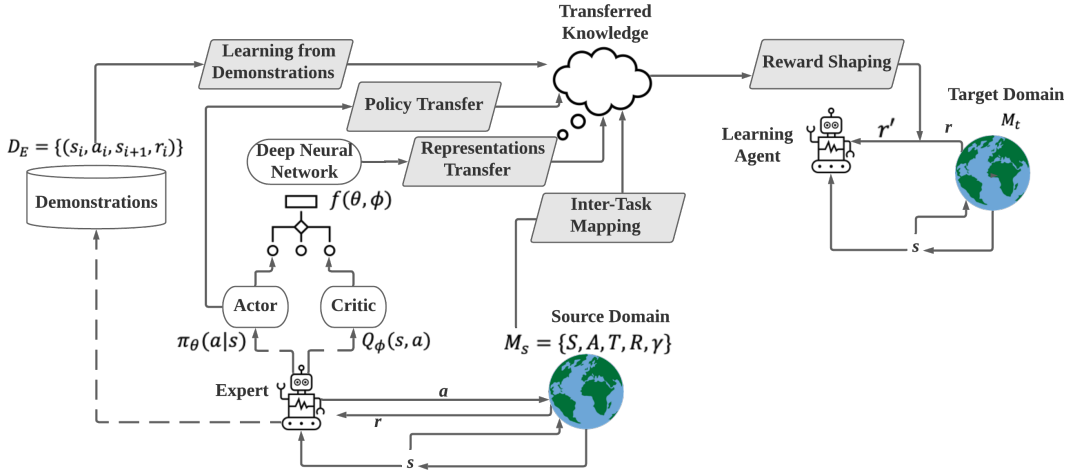 Transferred
Knowledge
Learning from
Demonstrations
Reward Shaping
Policy Transfer
Target Domain
M_t
Learning
Agent
r′
r
D_E = {(s_i, a_i, s_{i+1}, r_i)}
Deep Neural
Network
Representations
Transfer
Demonstrations
f(θ, ϕ)
Inter-Task
Mapping
s
Actor
Critic
Source Domain
π_θ(a|s)
Q_ϕ(s, a)
M_s = {S, A, T, R, γ}
Expert
a
r
s